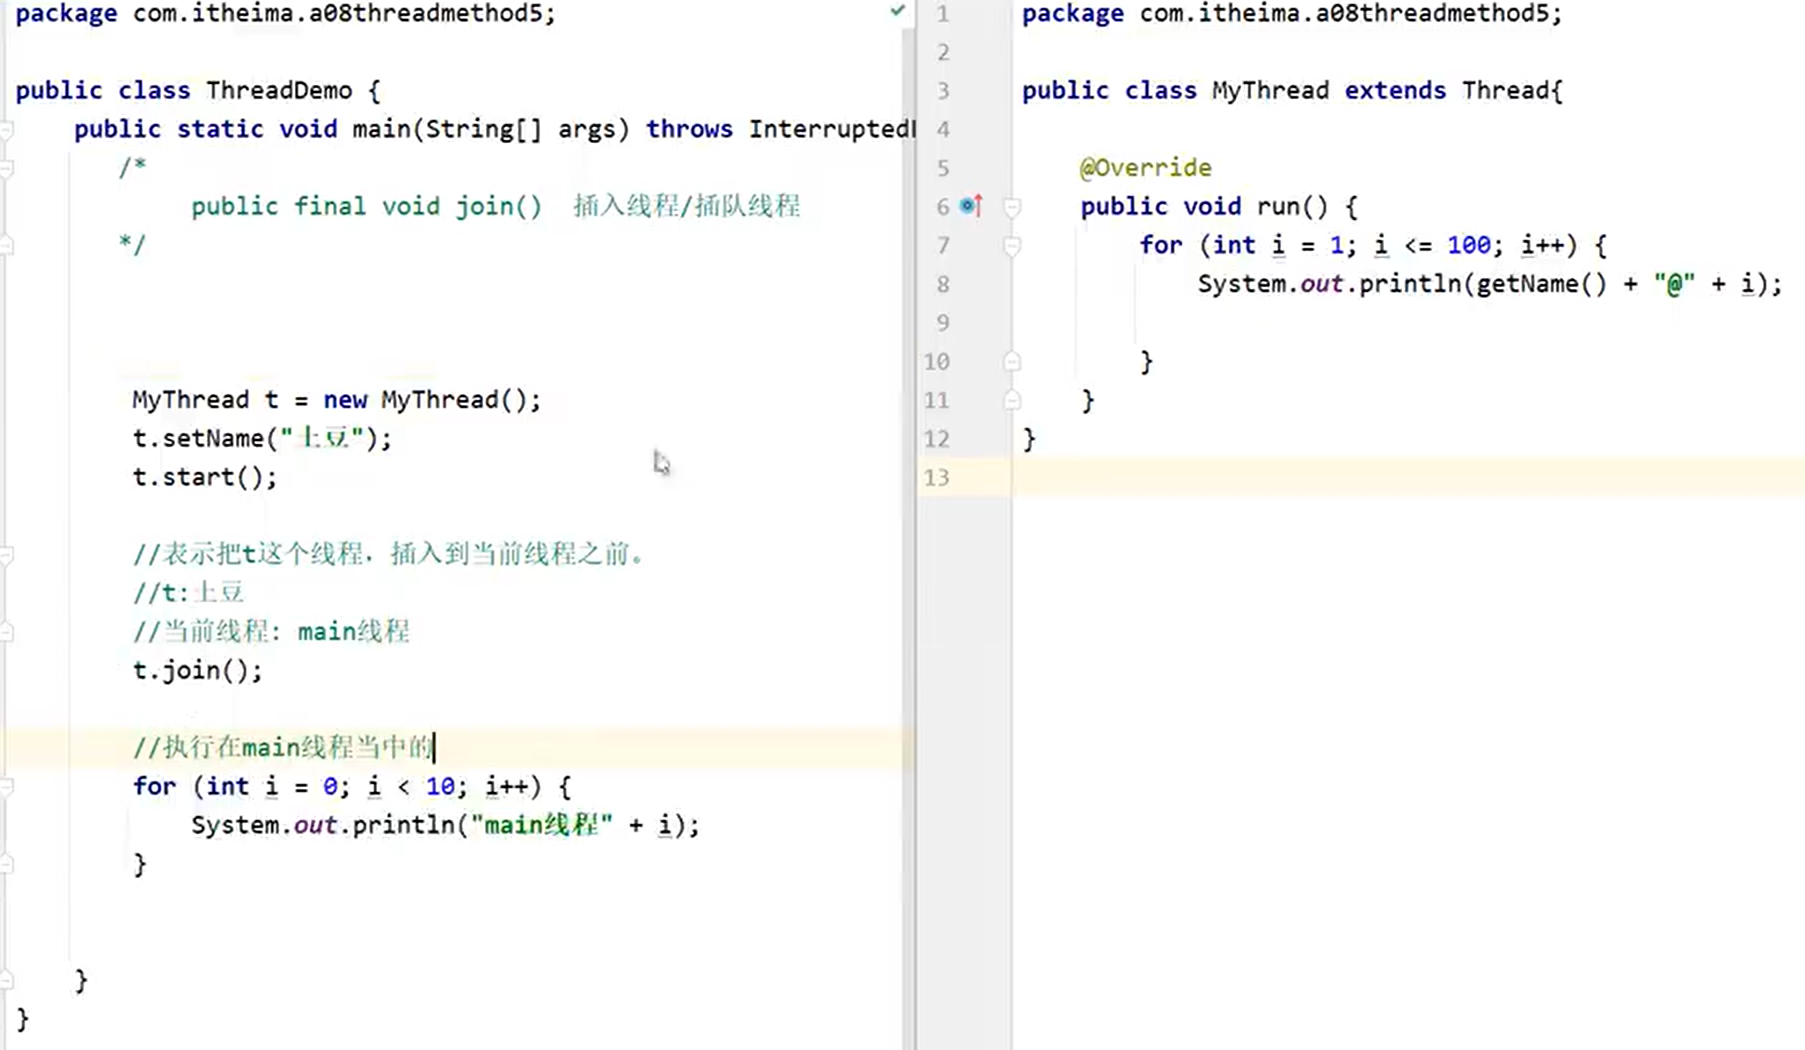 package com.itheima.a08threadmethod5;
public class ThreadDemo {
public static void main(String[] args) throws Interrupted
/*
public final void join() 插入线程/插队线程
*/
MyThread t = new MyThread();
t.setName("土豆");
t.start();
//表示把t这个线程，插入到当前线程之前。
//t:土豆
//当前线程: main线程
t.join();
//执行在main线程当中的
for (int i = 0; i < 10; i++) {
System.out.println("main线程" + i);
}
}
}
1 package com.itheima.a08threadmethod5;
2
3 public class MyThread extends Thread{
4
5 @Override
6 public void run() {
7 for (int i = 1; i <= 100; i++) {
8 System.out.println(getName() + "@" + i);
9
10 }
11 }
12 }
13